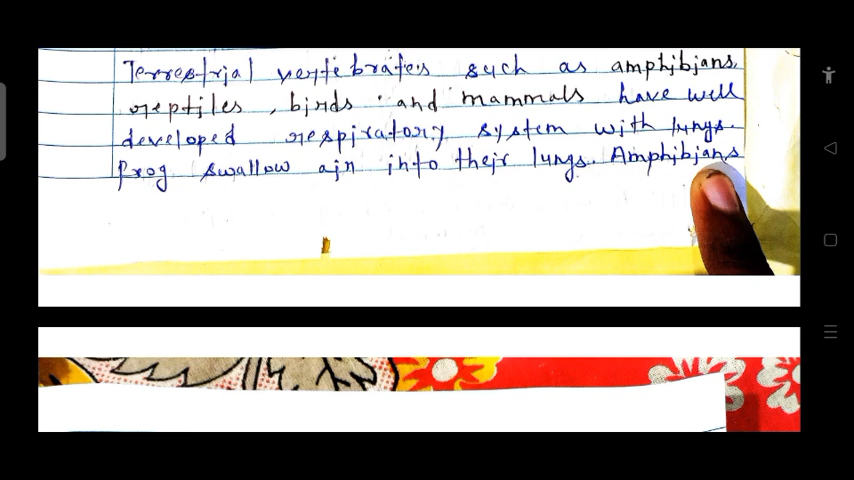 Terrestrial vertebrates such as amphibians,
reptiles, birds and mammals have well
developed respiratory system with lungs.
Frog swallow air into their lungs. Amphibians